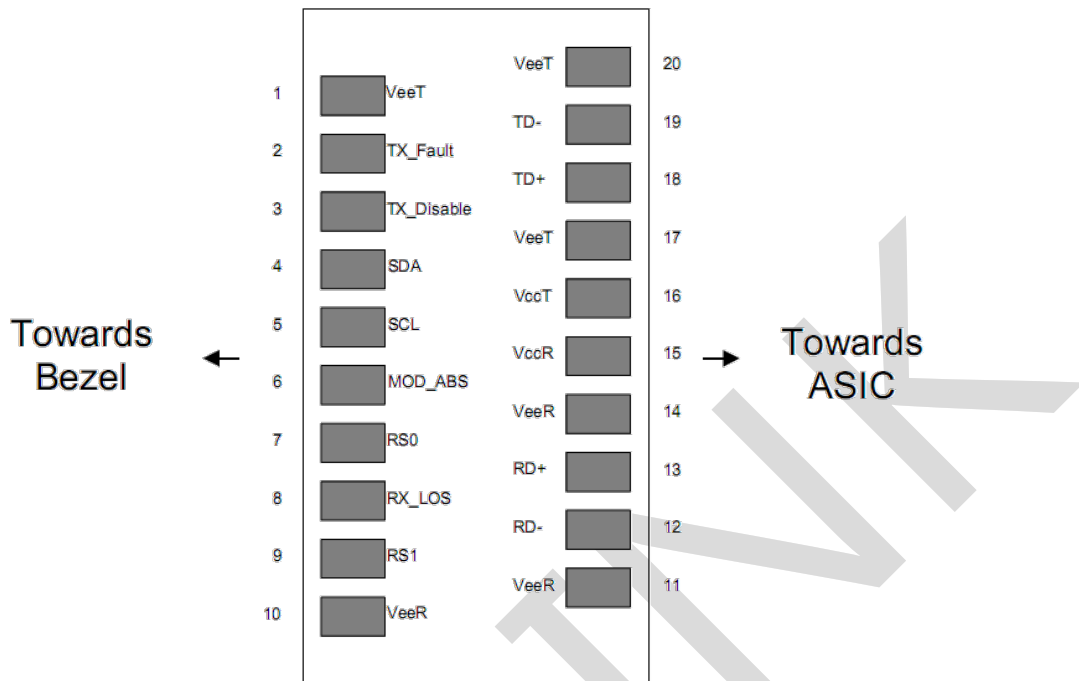 1 VeeT
2 TX_Fault
3 TX_Disable
4 SDA
5 SCL
6 MOD_ABS
7 RS0
8 RX_LOS
9 RS1
10 VeeR
VeeT 20
TD- 19
TD+ 18
VeeT 17
VccT 16
VccR 15
VeeR 14
RD+ 13
RD- 12
VeeR 11
Towards
Bezel
Towards
ASIC